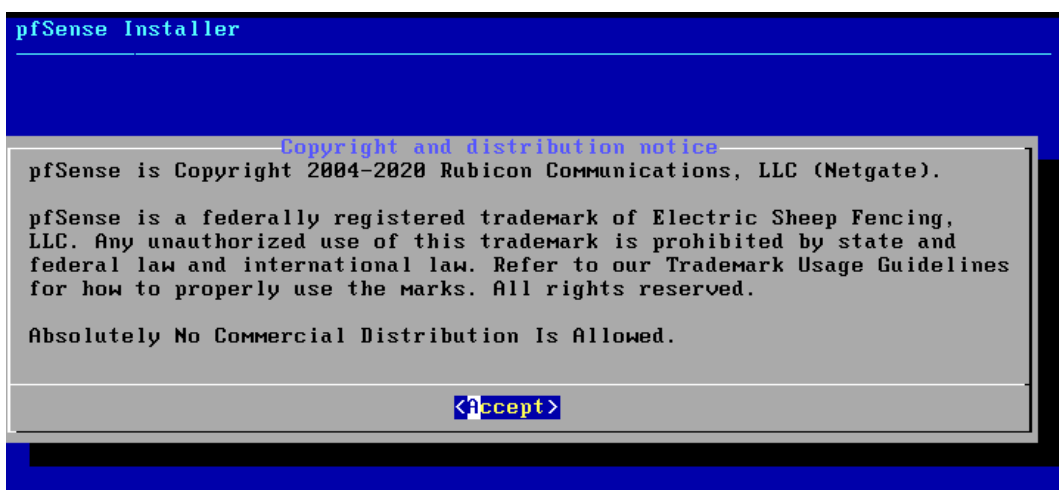 pfSense Installer
Copyright and distribution notice
pfSense is Copyright 2004-2020 Rubicon Communications, LLC (Netgate).
pfSense is a federally registered trademark of Electric Sheep Fencing,
LLC. Any unauthorized use of this trademark is prohibited by state and
federal law and international law. Refer to our Trademark Usage Guidelines
for how to properly use the marks. All rights reserved.
Absolutely No Commercial Distribution Is Allowed.
<Accept>